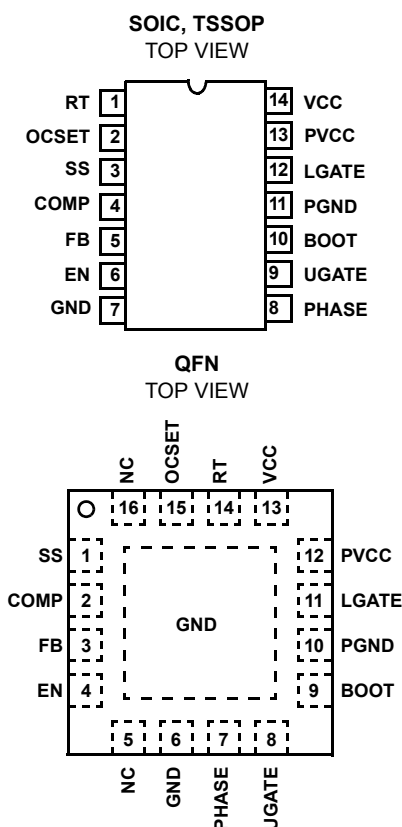 SOIC, TSSOP
TOP VIEW
RT 1 14 VCC
OCSET 2 13 PVCC
SS 3 12 LGATE
COMP 4 11 PGND
FB 5 10 BOOT
EN 6 9 UGATE
GND 7 8 PHASE
QFN
TOP VIEW
NC OCSET RT VCC
16 15 14 13
SS 1 12 PVCC
COMP 2 11 LGATE
GND
FB 3 10 PGND
EN 4 9 BOOT
5 6 7 8
NC GND PHASE UGATE